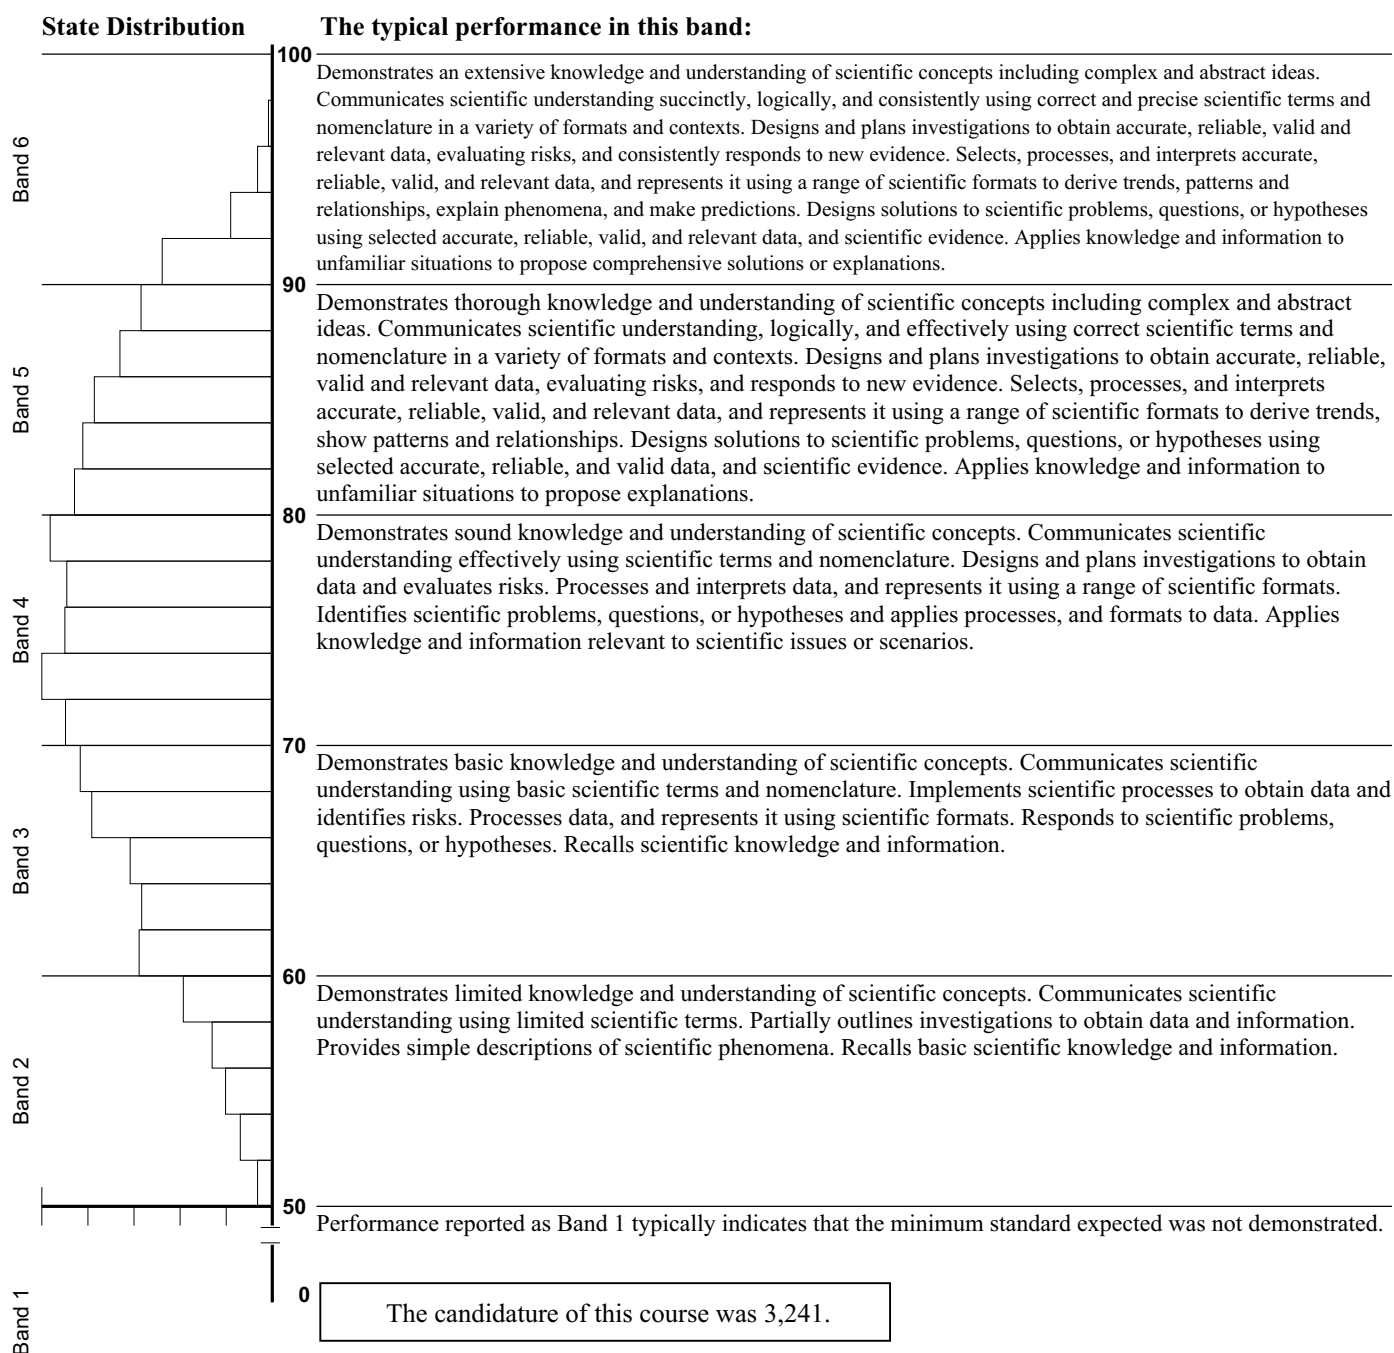 State Distribution
The typical performance in this band:
100
Demonstrates an extensive knowledge and understanding of scientific concepts including complex and abstract ideas.
Communicates scientific understanding succinctly, logically, and consistently using correct and precise scientific terms and
nomenclature in a variety of formats and contexts. Designs and plans investigations to obtain accurate, reliable, valid and
relevant data, evaluating risks, and consistently responds to new evidence. Selects, processes, and interprets accurate,
reliable, valid, and relevant data, and represents it using a range of scientific formats to derive trends, patterns and
relationships, explain phenomena, and make predictions. Designs solutions to scientific problems, questions, or hypotheses
using selected accurate, reliable, valid, and relevant data, and scientific evidence. Applies knowledge and information to
unfamiliar situations to propose comprehensive solutions or explanations.
Band 6
90
Demonstrates thorough knowledge and understanding of scientific concepts including complex and abstract
ideas. Communicates scientific understanding, logically, and effectively using correct scientific terms and
nomenclature in a variety of formats and contexts. Designs and plans investigations to obtain accurate, reliable,
valid and relevant data, evaluating risks, and responds to new evidence. Selects, processes, and interprets
accurate, reliable, valid, and relevant data, and represents it using a range of scientific formats to derive trends,
show patterns and relationships. Designs solutions to scientific problems, questions, or hypotheses using
selected accurate, reliable, and valid data, and scientific evidence. Applies knowledge and information to
unfamiliar situations to propose explanations.
Band 5
80
Demonstrates sound knowledge and understanding of scientific concepts. Communicates scientific
understanding effectively using scientific terms and nomenclature. Designs and plans investigations to obtain
data and evaluates risks. Processes and interprets data, and represents it using a range of scientific formats.
Identifies scientific problems, questions, or hypotheses and applies processes, and formats to data. Applies
knowledge and information relevant to scientific issues or scenarios.
Band 4
70
Demonstrates basic knowledge and understanding of scientific concepts. Communicates scientific
understanding using basic scientific terms and nomenclature. Implements scientific processes to obtain data and
identifies risks. Processes data, and represents it using scientific formats. Responds to scientific problems,
questions, or hypotheses. Recalls scientific knowledge and information.
Band 3
60
Demonstrates limited knowledge and understanding of scientific concepts. Communicates scientific
understanding using limited scientific terms. Partially outlines investigations to obtain data and information.
Provides simple descriptions of scientific phenomena. Recalls basic scientific knowledge and information.
Band 2
50
Performance reported as Band 1 typically indicates that the minimum standard expected was not demonstrated.
0
Band 1
The candidature of this course was 3,241.